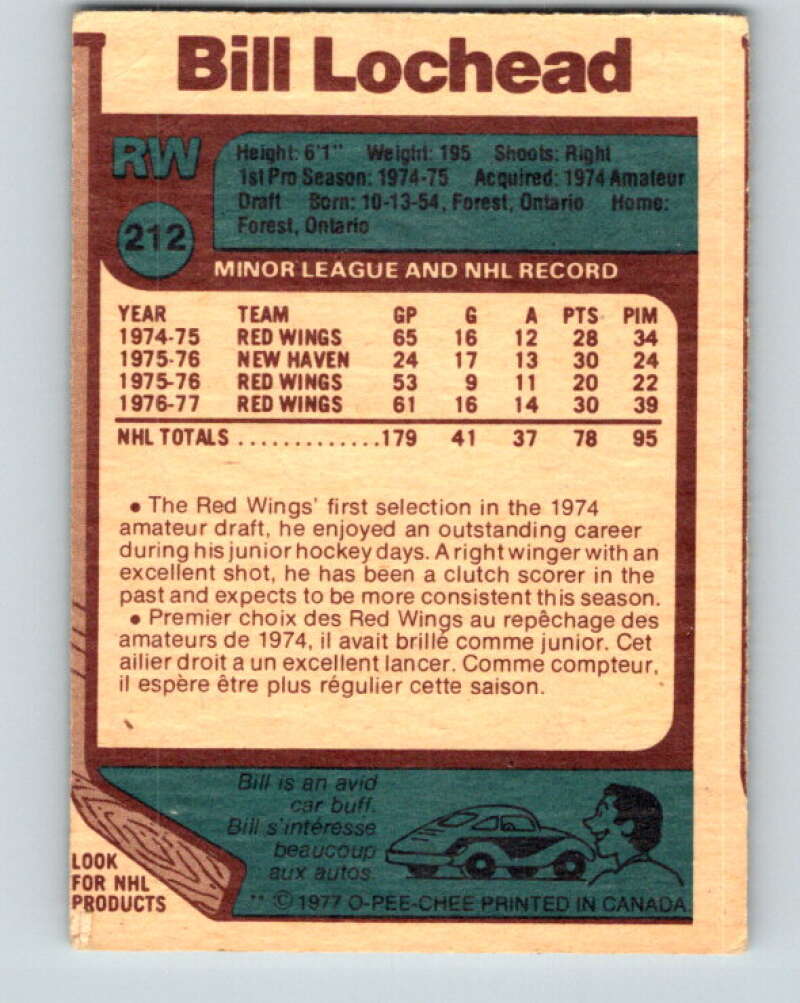 Bill Lochead
RW
212
Height: 6'1" Weight: 195 Shoots: Right
1st Pro Season: 1974-75 Acquired: 1974 Amateur
Draft Born: 10-13-54, Forest, Ontario Home:
Forest, Ontario
MINOR LEAGUE AND NHL RECORD
YEAR TEAM GP G A PTS PIM
1974-75 RED WINGS 65 16 12 28 34
1975-76 NEW HAVEN 24 17 13 30 24
1975-76 RED WINGS 53 9 11 20 22
1976-77 RED WINGS 61 16 14 30 39
NHL TOTALS.............179 41 37 78 95
• The Red Wings' first selection in the 1974
amateur draft, he enjoyed an outstanding career
during his junior hockey days. A right winger with an
excellent shot, he has been a clutch scorer in the
past and expects to be more consistent this season.
• Premier choix des Red Wings au repêchage des
amateurs de 1974, il avait brillé comme junior. Cet
ailier droit a un excellent lancer. Comme compteur,
il espère être plus régulier cette saison.
Bill is an avid
car buff.
Bill s'intéresse
beaucoup
aux autos.
LOOK
FOR NHL
PRODUCTS
** © 1977 O-PEE-CHEE PRINTED IN CANADA